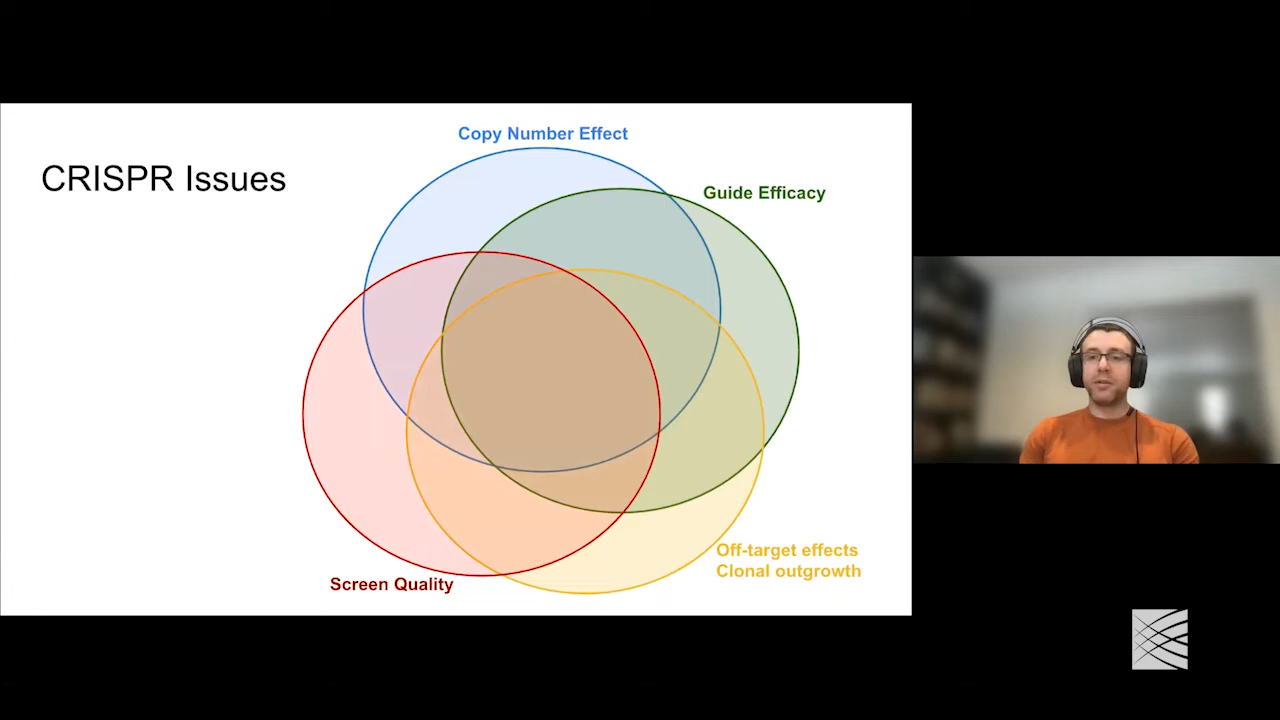 CRISPR Issues
Copy Number Effect
Guide Efficacy
Off-target effects
Clonal outgrowth
Screen Quality